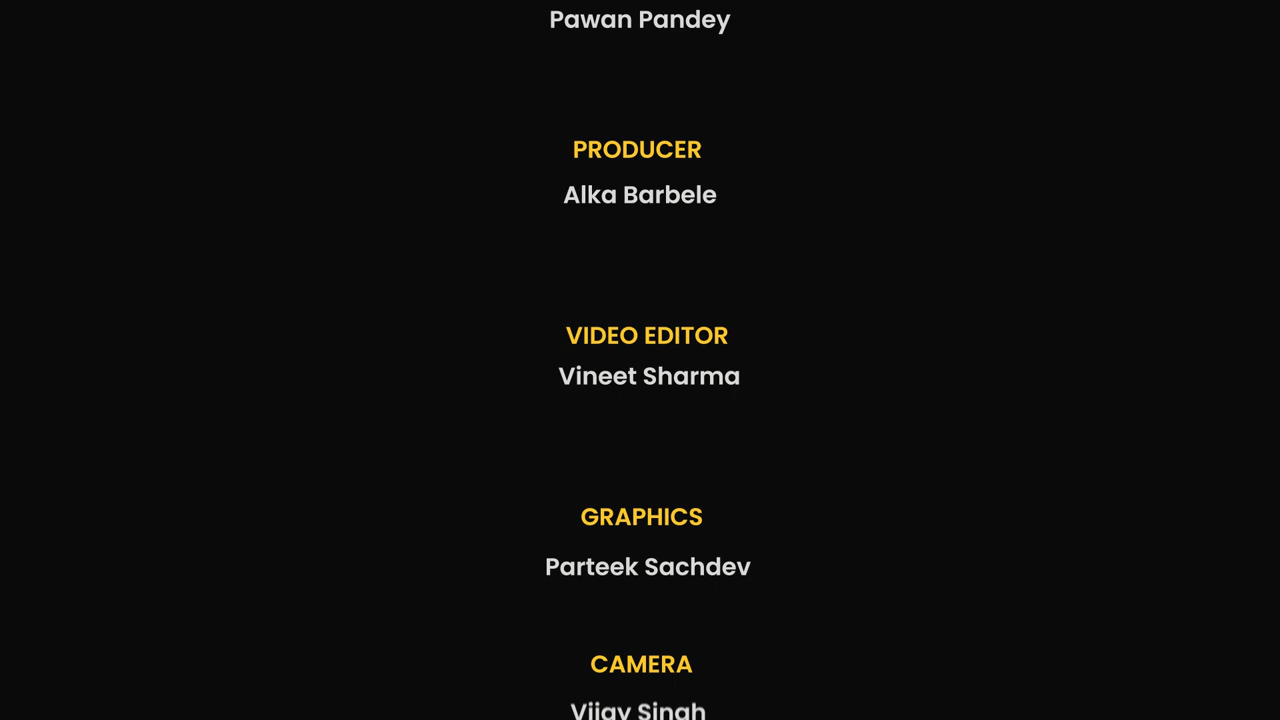 Pawan Pandey
PRODUCER
Alka Barbele
VIDEO EDITOR
Vineet Sharma
GRAPHICS
Parteek Sachdev
CAMERA
Vijay Singh